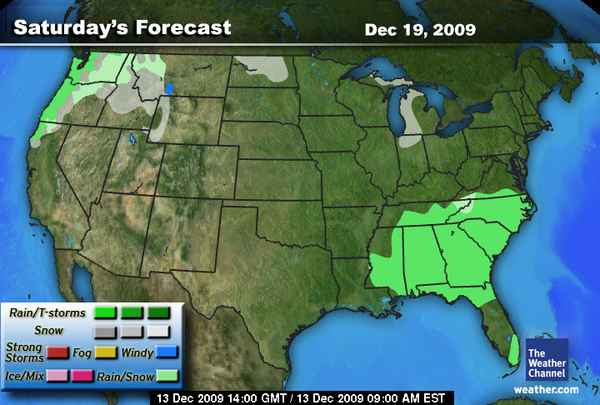 Saturday's Forecast
Dec 19, 2009
Rain/T-storms
Snow
Strong Storms
Fog
Windy
Ice/Mix
Rain/Snow
The
Weather
Channel
weather.com
13 Dec 2009 14:00 GMT / 13 Dec 2009 09:00 AM EST